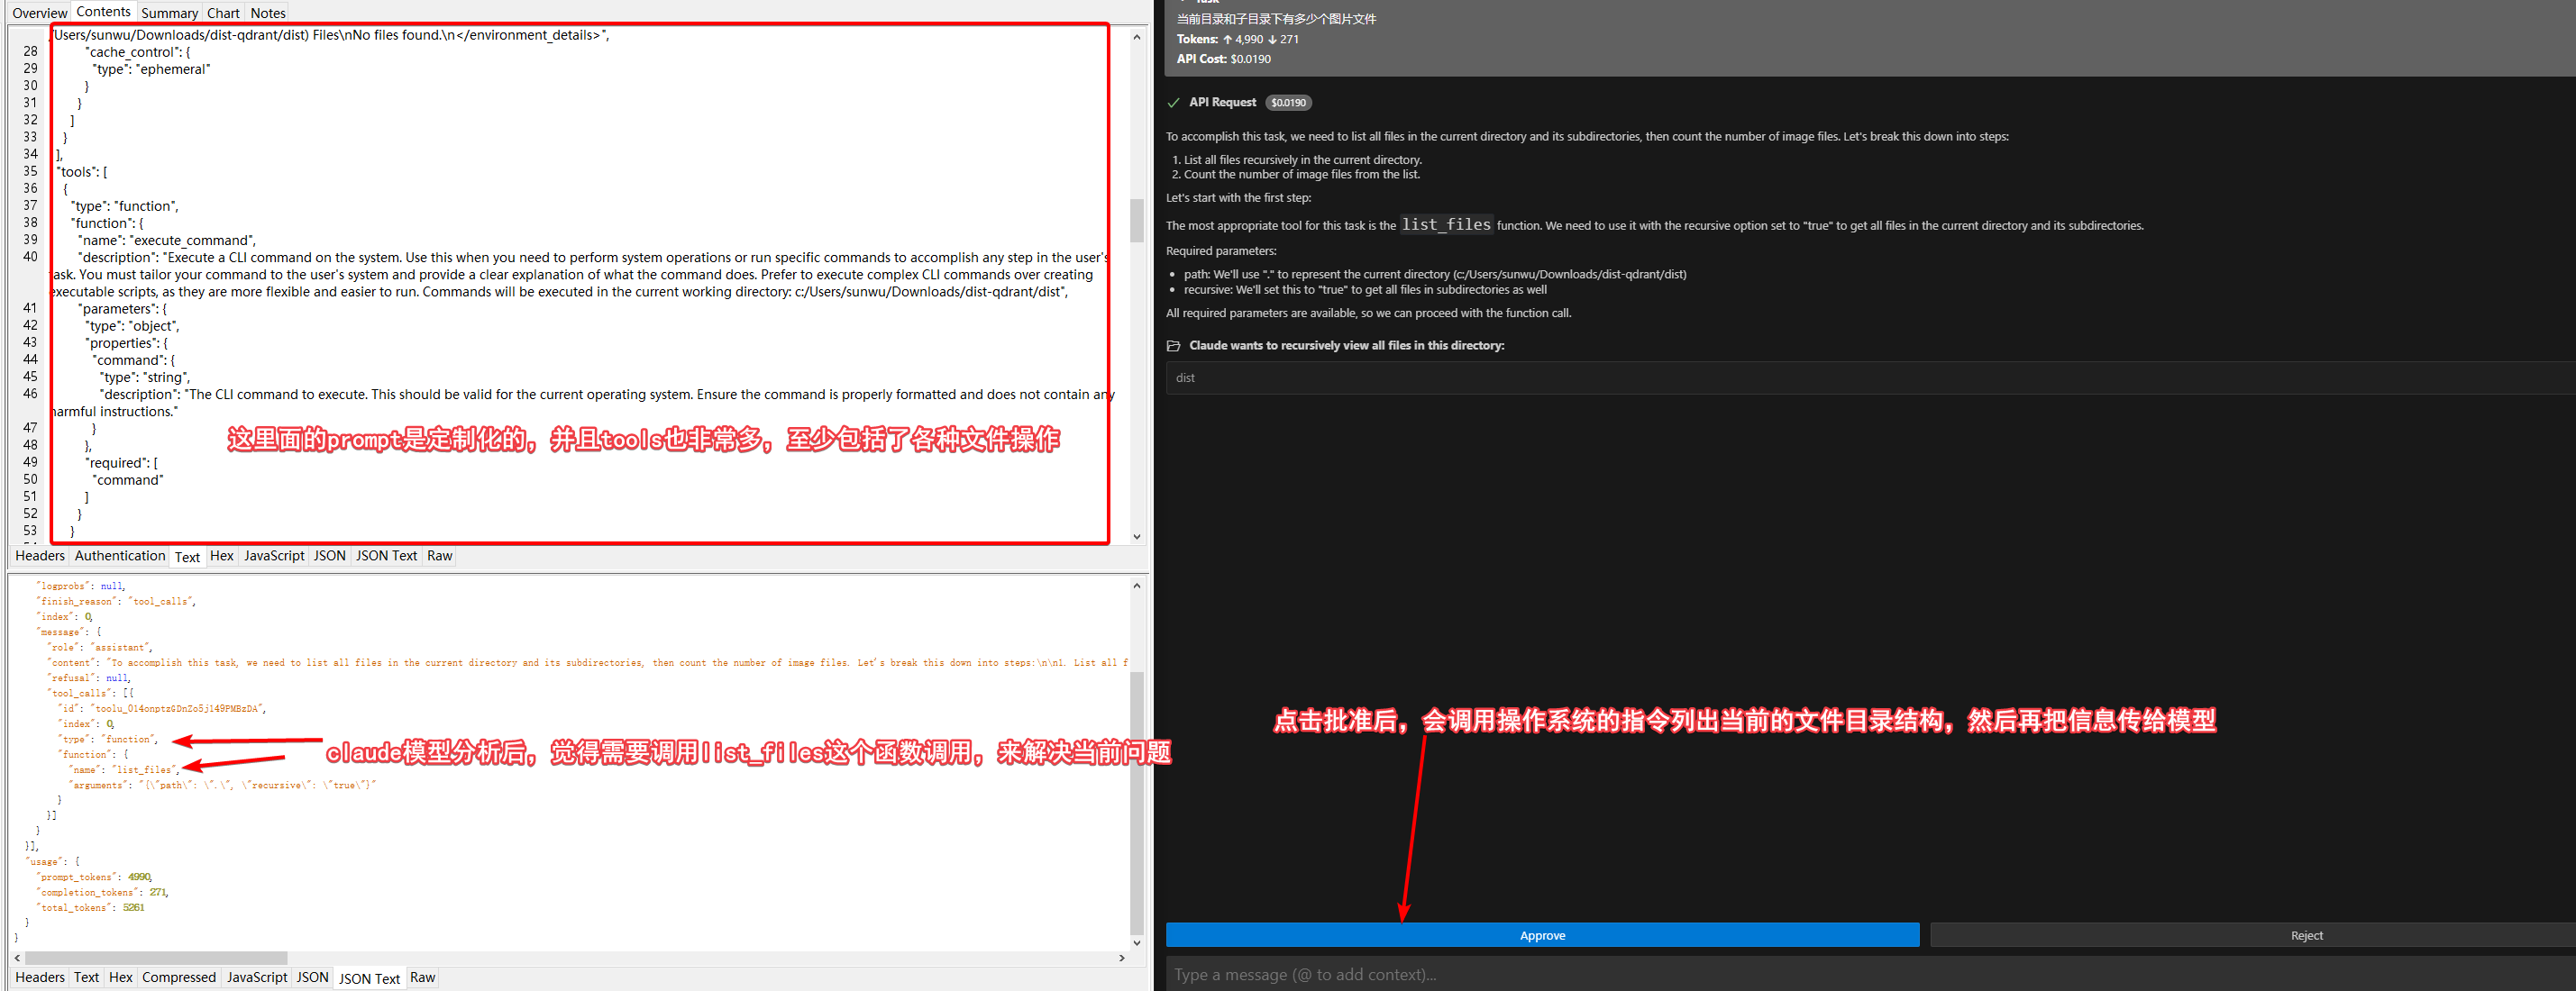 Overview Contents Summary Chart Notes
/Users/sunwu/Downloads/dist-qdrant/dist) Files\nNo files found.\n</environment_details>",
28 "cache_control": {
29 "type": "ephemeral"
30 }
31 }
32 ]
33 }
34 ],
35 "tools": [
36 {
37 "type": "function",
38 "function": {
39 "name": "execute_command",
40 "description": "Execute a CLI command on the system. Use this when you need to perform system operations or run specific commands to accomplish any step in the user's
task. You must tailor your command to the user's system and provide a clear explanation of what the command does. Prefer to execute complex CLI commands over creating
executable scripts, as they are more flexible and easier to run. Commands will be executed in the current working directory: c:/Users/sunwu/Downloads/dist-qdrant/dist",
41 "parameters": {
42 "type": "object",
43 "properties": {
44 "command": {
45 "type": "string",
46 "description": "The CLI command to execute. This should be valid for the current operating system. Ensure the command is properly formatted and does not contain any
harmful instructions."
47 }
48 },
49 "required": [
50 "command"
51 ]
52 }
53 }
这里面的prompt是定制化的，并且tools也非常多，至少包括了各种文件操作
Headers Authentication Text Hex JavaScript JSON JSON Text Raw
"logprobs": null,
"finish_reason": "tool_calls",
"index": 0,
"message": {
"role": "assistant",
"content": "To accomplish this task, we need to list all files in the current directory and its subdirectories, then count the number of image files. Let's break this down into steps:\n\n1. List all f
"refusal": null,
"tool_calls": [{
"id": "toolu_014onptzGDnZo5j149PMBzDA",
"index": 0,
"type": "function",
"function": {
"name": "list_files",
"arguments": "{\"path\": \".\", \"recursive\": \"true\"}"
}
}]
}
}],
"usage": {
"prompt_tokens": 4990,
"completion_tokens": 271,
"total_tokens": 5261
}
}
claude模型分析后，觉得需要调用list_files这个函数调用，来解决当前问题
Headers Text Hex Compressed JavaScript JSON JSON Text Raw
Task
当前目录和子目录下有多少个图片文件
Tokens: ↑ 4,990 ↓ 271
API Cost: $0.0190
API Request $0.0190
To accomplish this task, we need to list all files in the current directory and its subdirectories, then count the number of image files. Let's break this down into steps:
1. List all files recursively in the current directory.
2. Count the number of image files from the list.
Let's start with the first step:
The most appropriate tool for this task is the list_files function. We need to use it with the recursive option set to "true" to get all files in the current directory and its subdirectories.
Required parameters:
• path: We'll use "." to represent the current directory (c:/Users/sunwu/Downloads/dist-qdrant/dist)
• recursive: We'll set this to "true" to get all files in subdirectories as well
All required parameters are available, so we can proceed with the function call.
Claude wants to recursively view all files in this directory:
dist
点击批准后，会调用操作系统的指令列出当前的文件目录结构，然后再把信息传给模型
Approve Reject
Type a message (@ to add context)...